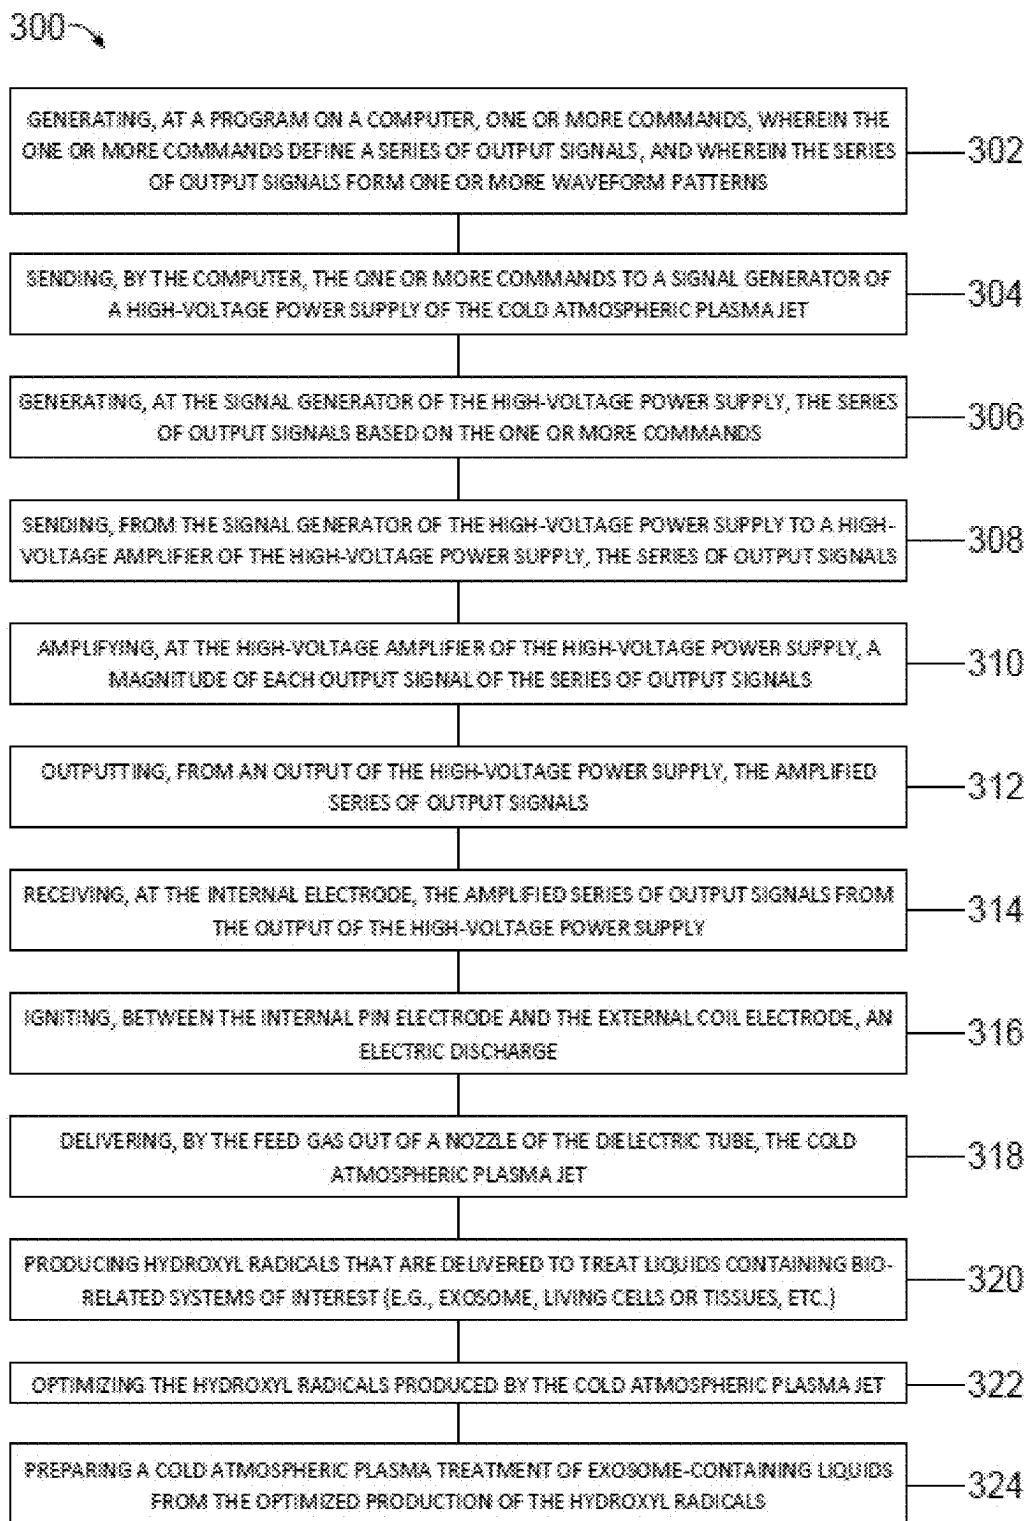 300
GENERATING, AT A PROGRAM ON A COMPUTER, ONE OR MORE COMMANDS, WHEREIN THE
ONE OR MORE COMMANDS DEFINE A SERIES OF OUTPUT SIGNALS, AND WHEREIN THE SERIES
OF OUTPUT SIGNALS FORM ONE OR MORE WAVEFORM PATTERNS
302
SENDING, BY THE COMPUTER, THE ONE OR MORE COMMANDS TO A SIGNAL GENERATOR OF
A HIGH-VOLTAGE POWER SUPPLY OF THE COLD ATMOSPHERIC PLASMA JET
304
GENERATING, AT THE SIGNAL GENERATOR OF THE HIGH-VOLTAGE POWER SUPPLY, THE SERIES
OF OUTPUT SIGNALS BASED ON THE ONE OR MORE COMMANDS
306
SENDING, FROM THE SIGNAL GENERATOR OF THE HIGH-VOLTAGE POWER SUPPLY TO A HIGH-
VOLTAGE AMPLIFIER OF THE HIGH-VOLTAGE POWER SUPPLY, THE SERIES OF OUTPUT SIGNALS
308
AMPLIFYING, AT THE HIGH-VOLTAGE AMPLIFIER OF THE HIGH-VOLTAGE POWER SUPPLY, A
MAGNITUDE OF EACH OUTPUT SIGNAL OF THE SERIES OF OUTPUT SIGNALS
310
OUTPUTTING, FROM AN OUTPUT OF THE HIGH-VOLTAGE POWER SUPPLY, THE AMPLIFIED
SERIES OF OUTPUT SIGNALS
312
RECEIVING, AT THE INTERNAL ELECTRODE, THE AMPLIFIED SERIES OF OUTPUT SIGNALS FROM
THE OUTPUT OF THE HIGH-VOLTAGE POWER SUPPLY
314
IGNITING, BETWEEN THE INTERNAL PIN ELECTRODE AND THE EXTERNAL COIL ELECTRODE, AN
ELECTRIC DISCHARGE
316
DELIVERING, BY THE FEED GAS OUT OF A NOZZLE OF THE DIELECTRIC TUBE, THE COLD
ATMOSPHERIC PLASMA JET
318
PRODUCING HYDROXYL RADICALS THAT ARE DELIVERED TO TREAT LIQUIDS CONTAINING BIO-
RELATED SYSTEMS OF INTEREST (E.G., EXOSOME, LIVING CELLS OR TISSUES, ETC.)
320
OPTIMIZING THE HYDROXYL RADICALS PRODUCED BY THE COLD ATMOSPHERIC PLASMA JET
322
PREPARING A COLD ATMOSPHERIC PLASMA TREATMENT OF EXOSOME-CONTAINING LIQUIDS
FROM THE OPTIMIZED PRODUCTION OF THE HYDROXYL RADICALS
324